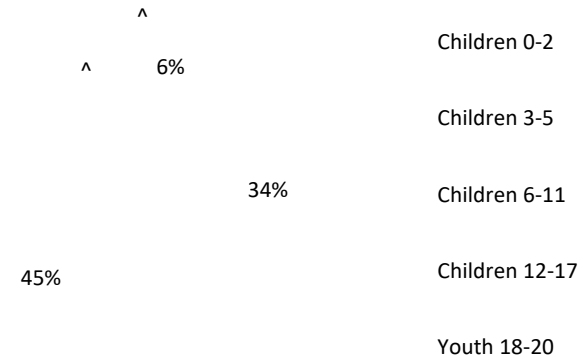 ^
Children 0-2
^ 6%
Children 3-5
34%
Children 6-11
45%
Children 12-17
Youth 18-20